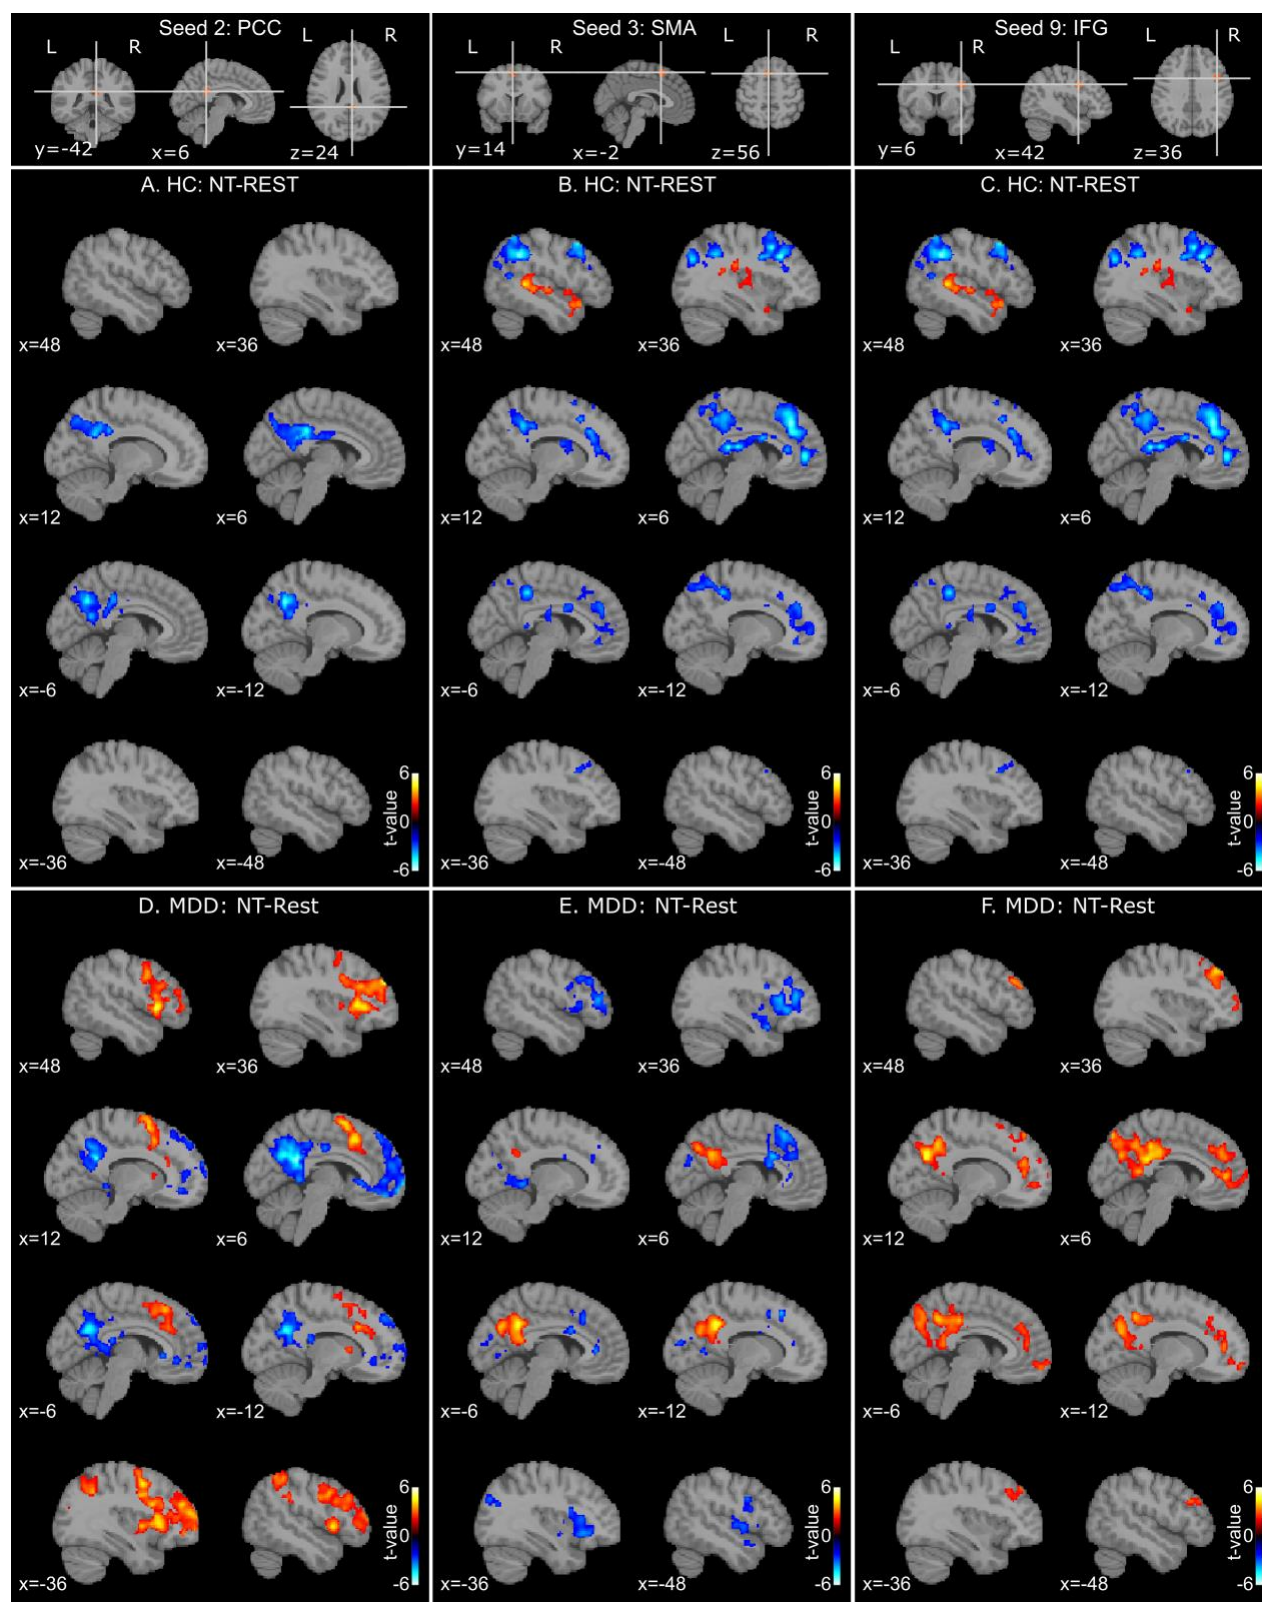 Seed 2: PCC
L R L R
y=-42 x=6 z=24
Seed 3: SMA
L R L R
y=14 x=-2 z=56
Seed 9: IFG
L R L R
y=6 x=42 z=36
A. HC: NT-REST
x=48 x=36
x=12 x=6
x=-6 x=-12
x=-36 x=-48
6
0
-6
t-value
B. HC: NT-REST
x=48 x=36
x=12 x=6
x=-6 x=-12
x=-36 x=-48
6
0
-6
t-value
C. HC: NT-REST
x=48 x=36
x=12 x=6
x=-6 x=-12
x=-36 x=-48
6
0
-6
t-value
D. MDD: NT-Rest
x=48 x=36
x=12 x=6
x=-6 x=-12
x=-36 x=-48
6
0
-6
t-value
E. MDD: NT-Rest
x=48 x=36
x=12 x=6
x=-6 x=-12
x=-36 x=-48
6
0
-6
t-value
F. MDD: NT-Rest
x=48 x=36
x=12 x=6
x=-6 x=-12
x=-36 x=-48
6
0
-6
t-value